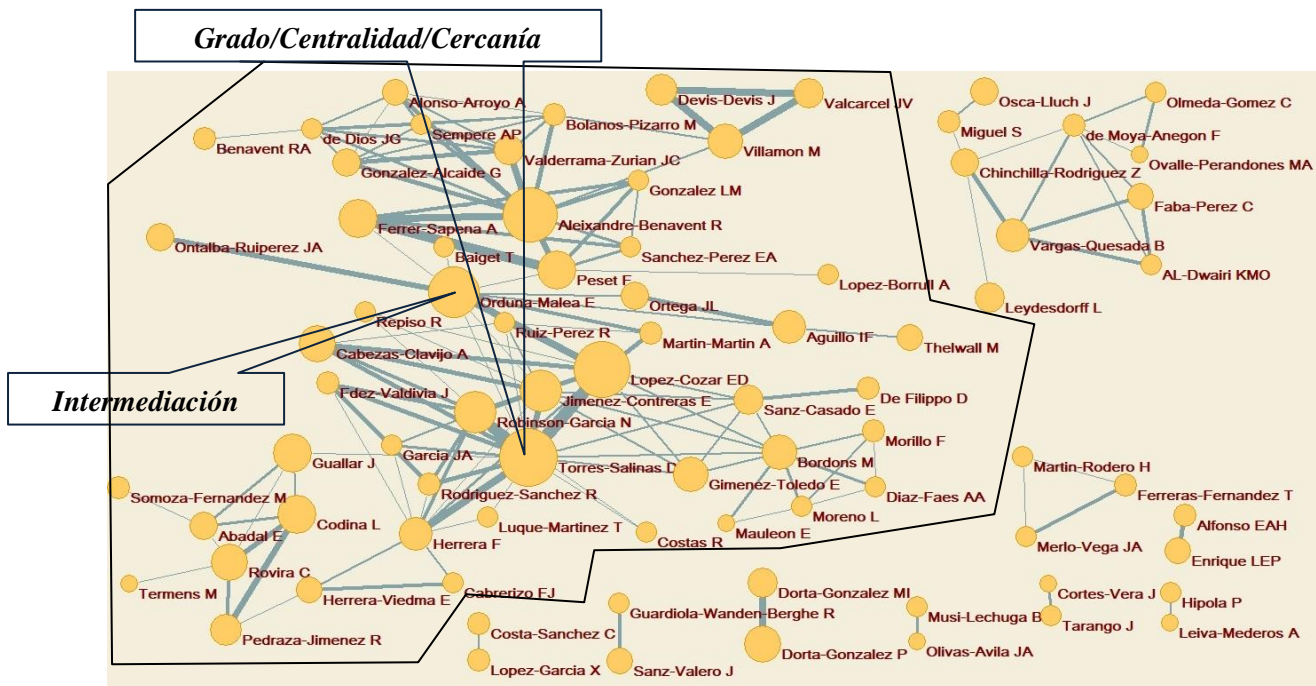 Grado/Centralidad/Cercanía
Alonso-Arroyo A
Devis-Devis J
Valcarcel JV
Osca-Lluch J
Olmeda-Gomez C
Benavent RA
de Dios JG
Sempere AP
Bolanos-Pizarro M
Villamon M
Miguel S
de Moya-Anegon F
Gonzalez-Alcaide G
Valderrama-Zurian JC
Ovalle-Perandones MA
Chinchilla-Rodriguez Z
Gonzalez LM
Faba-Perez C
Ferrer-Sapena A
Aleixandre-Benavent R
Ontalba-Ruiperez JA
Baiget T
Sanchez-Perez EA
Vargas-Quesada B
AL-Dwairi KMO
Peset F
Lopez-Borrull A
Orduna-Malea E
Ortega JL
Leydesdorff L
Repiso R
Ruiz-Perez R
Martin-Martin A
Aguillo IF
Thelwall M
Cabezas-Clavijo A
Intermediación
Lopez-Cozar ED
Fdez-Valdivia J
Jimenez-Contreras E
Sanz-Casado E
De Filippo D
Robinson-Garcia N
Morillo F
Guallar J
Garcia JA
Torres-Salinas D
Bordons M
Martin-Rodero H
Gimenez-Toledo E
Somoza-Fernandez M
Rodriguez-Sanchez R
Diaz-Faes AA
Ferreras-Fernandez T
Codina L
Moreno L
Abadal E
Luque-Martinez T
Mauleon E
Alfonso EAH
Herrera F
Costas R
Merlo-Vega JA
Enrique LEP
Rovira C
Termens M
Herrera-Viedma E
Cabrerizo FJ
Dorta-Gonzalez MI
Cortes-Vera J
Hipola P
Guardiola-Wanden-Berghe R
Musi-Lechuga B
Pedraza-Jimenez R
Costa-Sanchez C
Tarango J
Leiva-Mederos A
Dorta-Gonzalez P
Olivas-Avila JA
Lopez-Garcia X
Sanz-Valero J